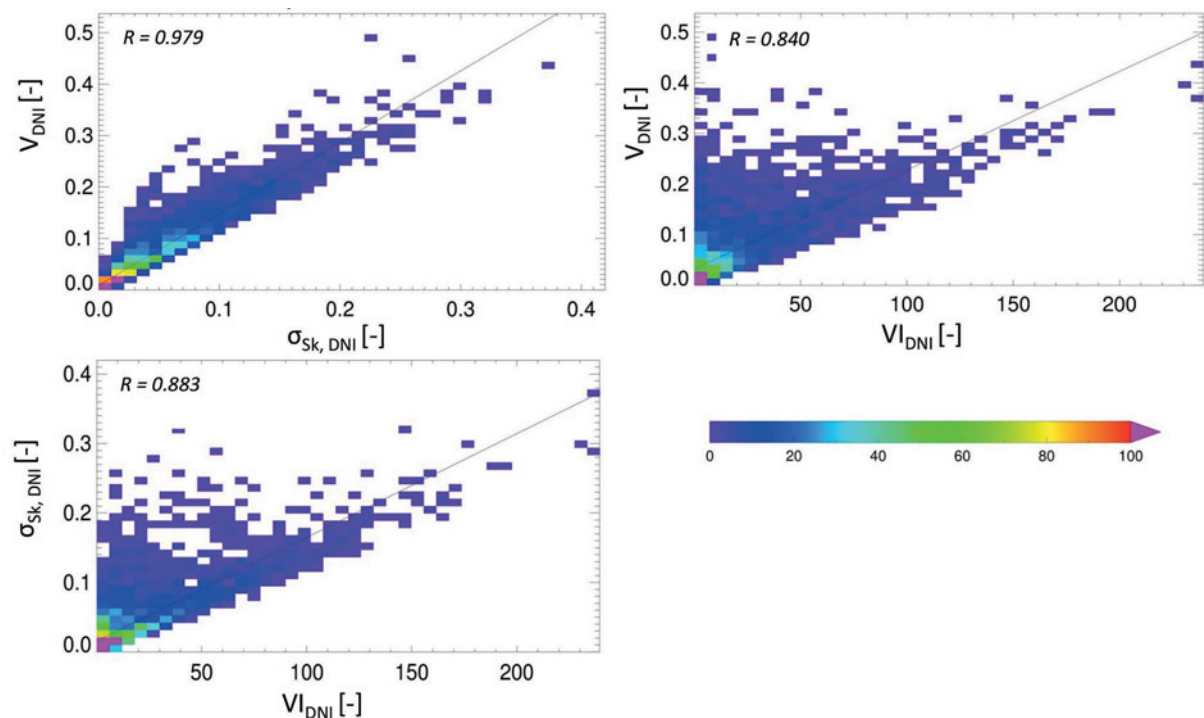 R = 0.979
V_DNI [-]
0.5
0.4
0.3
0.2
0.1
0.0
0.0 0.1 0.2 0.3 0.4
σ_Sk, DNI [-]
R = 0.840
V_DNI [-]
0.5
0.4
0.3
0.2
0.1
0.0
50 100 150 200
VI_DNI [-]
R = 0.883
σ_Sk, DNI [-]
0.4
0.3
0.2
0.1
0.0
50 100 150 200
VI_DNI [-]
0 20 40 60 80 100